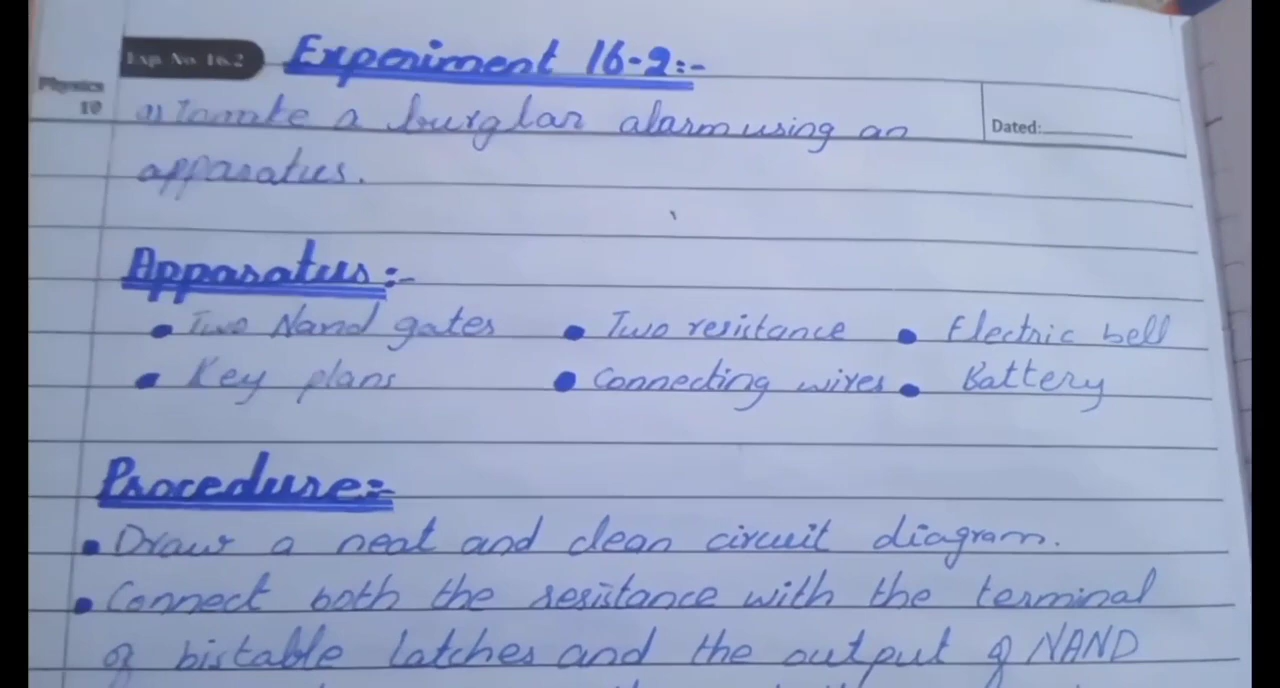 Exp. No. 16.2
Experiment 16-2:-
Physics
10
To make a burglar alarm using an
Dated:
apparatus.
Apparatus:-
• Two Nand gates • Two resistance • Electric bell
• Key plans • Connecting wires • Battery
Procedure:-
• Draw a neat and clean circuit diagram.
• Connect both the resistance with the terminal
of bistable latches and the output of NAND